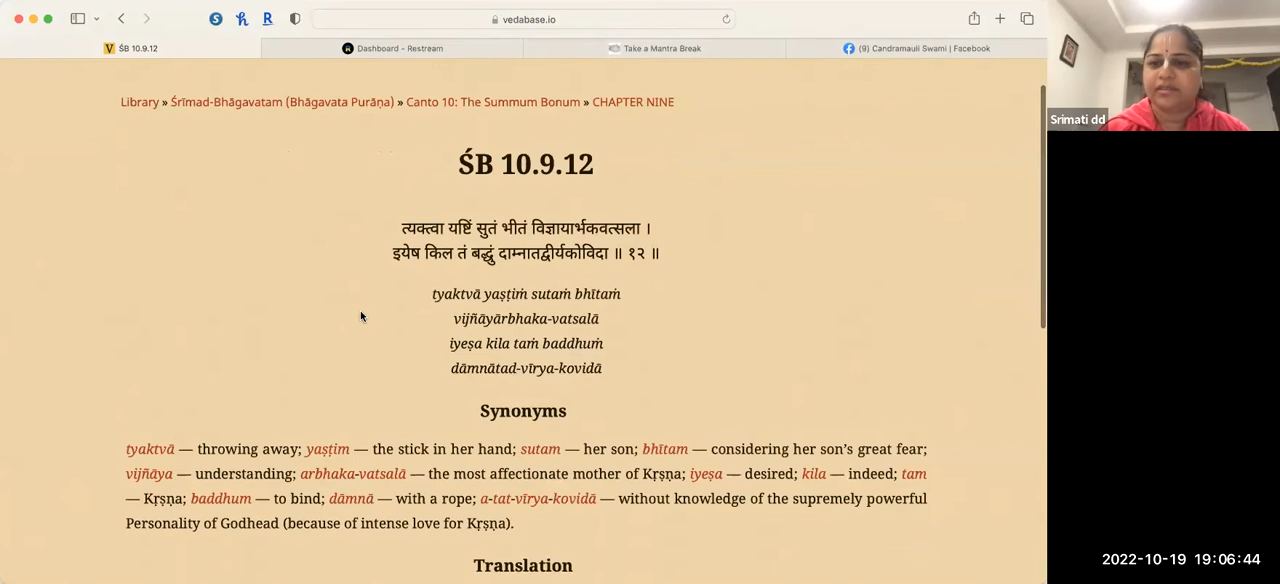 vedabase.io
ŚB 10.9.12
Dashboard - Restream
Take a Mantra Break
(9) Candramauli Swami | Facebook
Library » Śrīmad-Bhāgavatam (Bhāgavata Purāṇa) » Canto 10: The Summum Bonum » CHAPTER NINE
ŚB 10.9.12
त्यक्त्वा यष्टिं सुतं भीतं विज्ञायार्भकवत्सला ।
इयेष किल तं बद्धुं दाम्नातद्वीर्यकोविदा ॥ १२ ॥
tyaktvā yaṣṭiṁ sutaṁ bhītaṁ
vijñāyārbhaka-vatsalā
iyeṣa kila taṁ baddhuṁ
dāmnātad-vīrya-kovidā
Synonyms
tyaktvā — throwing away; yaṣṭim — the stick in her hand; sutam — her son; bhītam — considering her son’s great fear;
vijñāya — understanding; arbhaka-vatsalā — the most affectionate mother of Kṛṣṇa; iyeṣa — desired; kila — indeed; tam
— Kṛṣṇa; baddhum — to bind; dāmnā — with a rope; a-tat-vīrya-kovidā — without knowledge of the supremely powerful
Personality of Godhead (because of intense love for Kṛṣṇa).
Translation
Srimati dd
2022-10-19 19:06:44